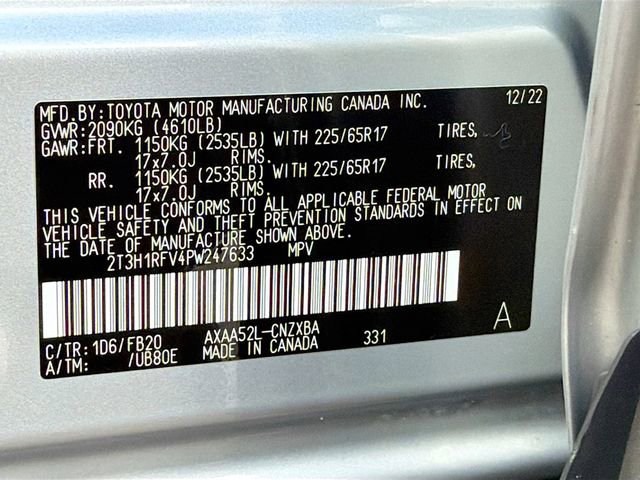 MFD.BY:TOYOTA MOTOR MANUFACTURING CANADA INC. 12/22
GVWR:2090KG (4610LB)
GAWR:FRT. 1150KG (2535LB) WITH 225/65R17 TIRES,
17x7.0J RIMS.
RR. 1150KG (2535LB) WITH 225/65R17 TIRES,
17x7.0J RIMS.
THIS VEHICLE CONFORMS TO ALL APPLICABLE FEDERAL MOTOR
VEHICLE SAFETY AND THEFT PREVENTION STANDARDS IN EFFECT ON
THE DATE OF MANUFACTURE SHOWN ABOVE.
2T3H1RFV4PW247633 MPV
C/TR:1D6/FB20 AXAA52L-CNZXBA 331 A
A/TM: /UB80E MADE IN CANADA